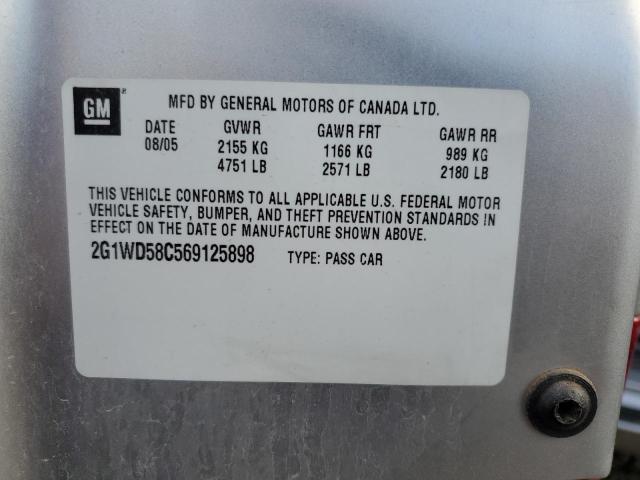 GM®
MFD BY GENERAL MOTORS OF CANADA LTD.
DATE GVWR GAWR FRT GAWR RR
08/05 2155 KG 1166 KG 989 KG
4751 LB 2571 LB 2180 LB
THIS VEHICLE CONFORMS TO ALL APPLICABLE U.S. FEDERAL MOTOR
VEHICLE SAFETY, BUMPER, AND THEFT PREVENTION STANDARDS IN
EFFECT ON THE DATE OF MANUFACTURE SHOWN ABOVE.
2G1WD58C569125898 TYPE: PASS CAR